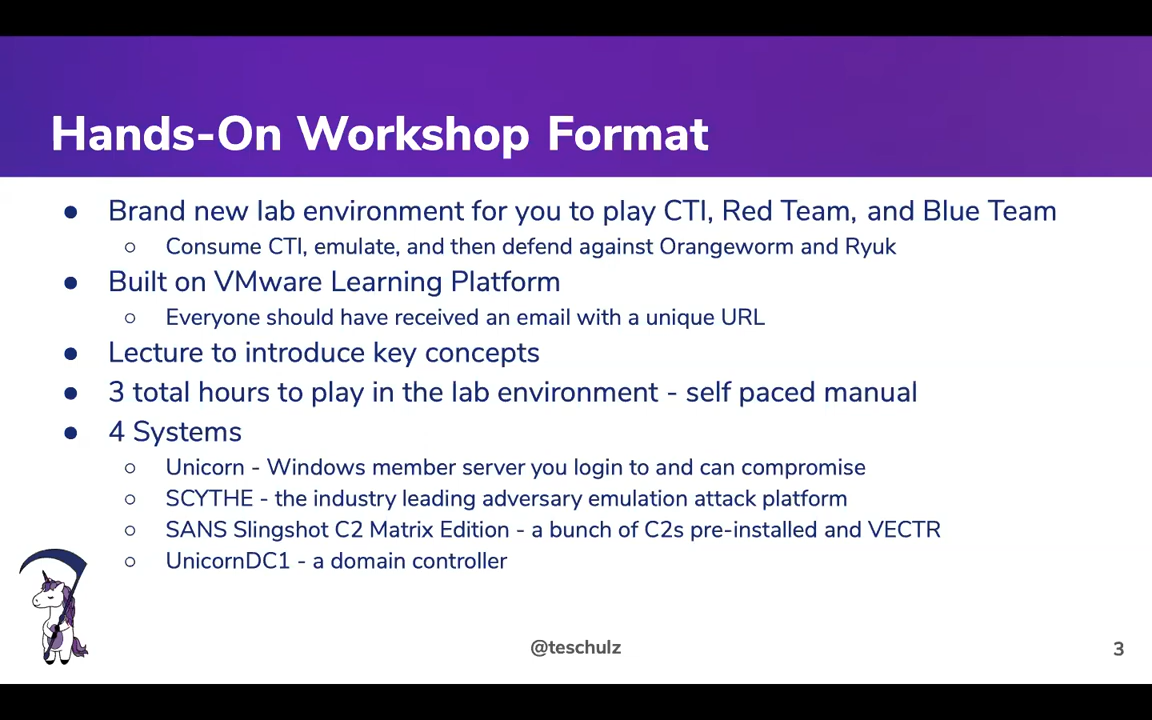 Hands-On Workshop Format
● Brand new lab environment for you to play CTI, Red Team, and Blue Team
○ Consume CTI, emulate, and then defend against Orangeworm and Ryuk
● Built on VMware Learning Platform
○ Everyone should have received an email with a unique URL
● Lecture to introduce key concepts
● 3 total hours to play in the lab environment - self paced manual
● 4 Systems
○ Unicorn - Windows member server you login to and can compromise
○ SCYTHE - the industry leading adversary emulation attack platform
○ SANS Slingshot C2 Matrix Edition - a bunch of C2s pre-installed and VECTR
○ UnicornDC1 - a domain controller
@teschulz
3